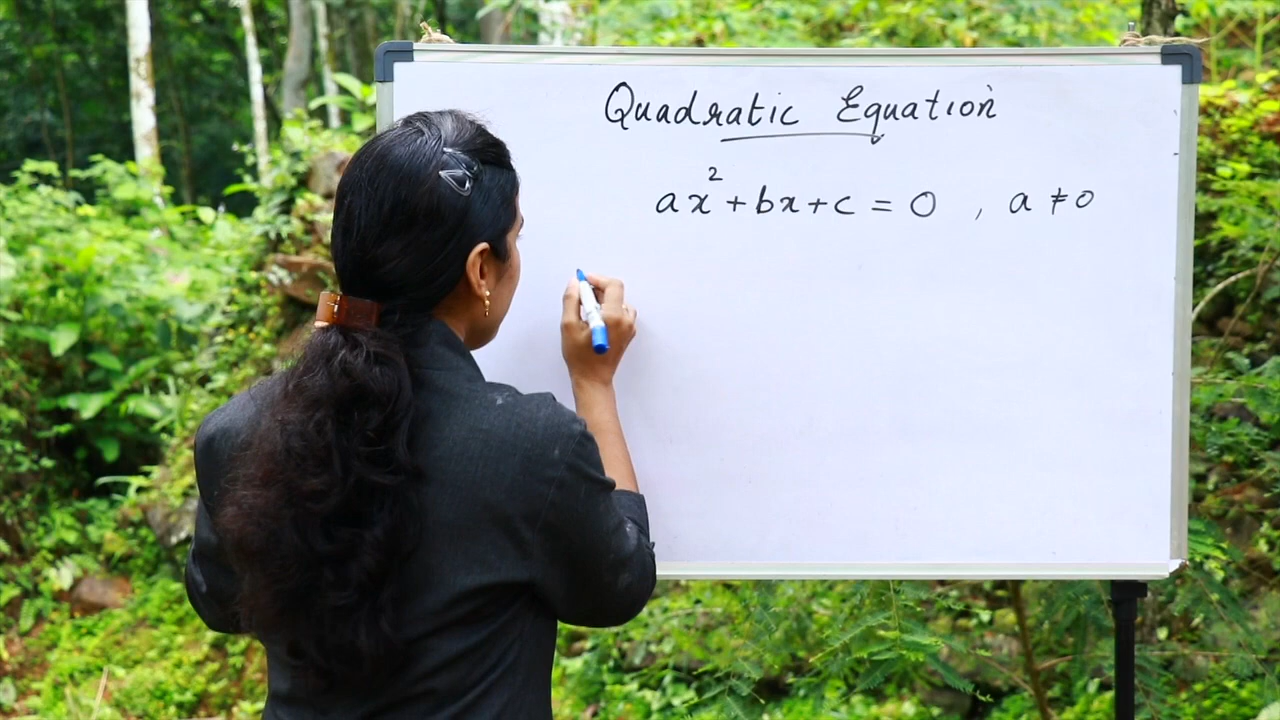 Quadratic Equation
ax²+bx+c = 0 , a ≠0